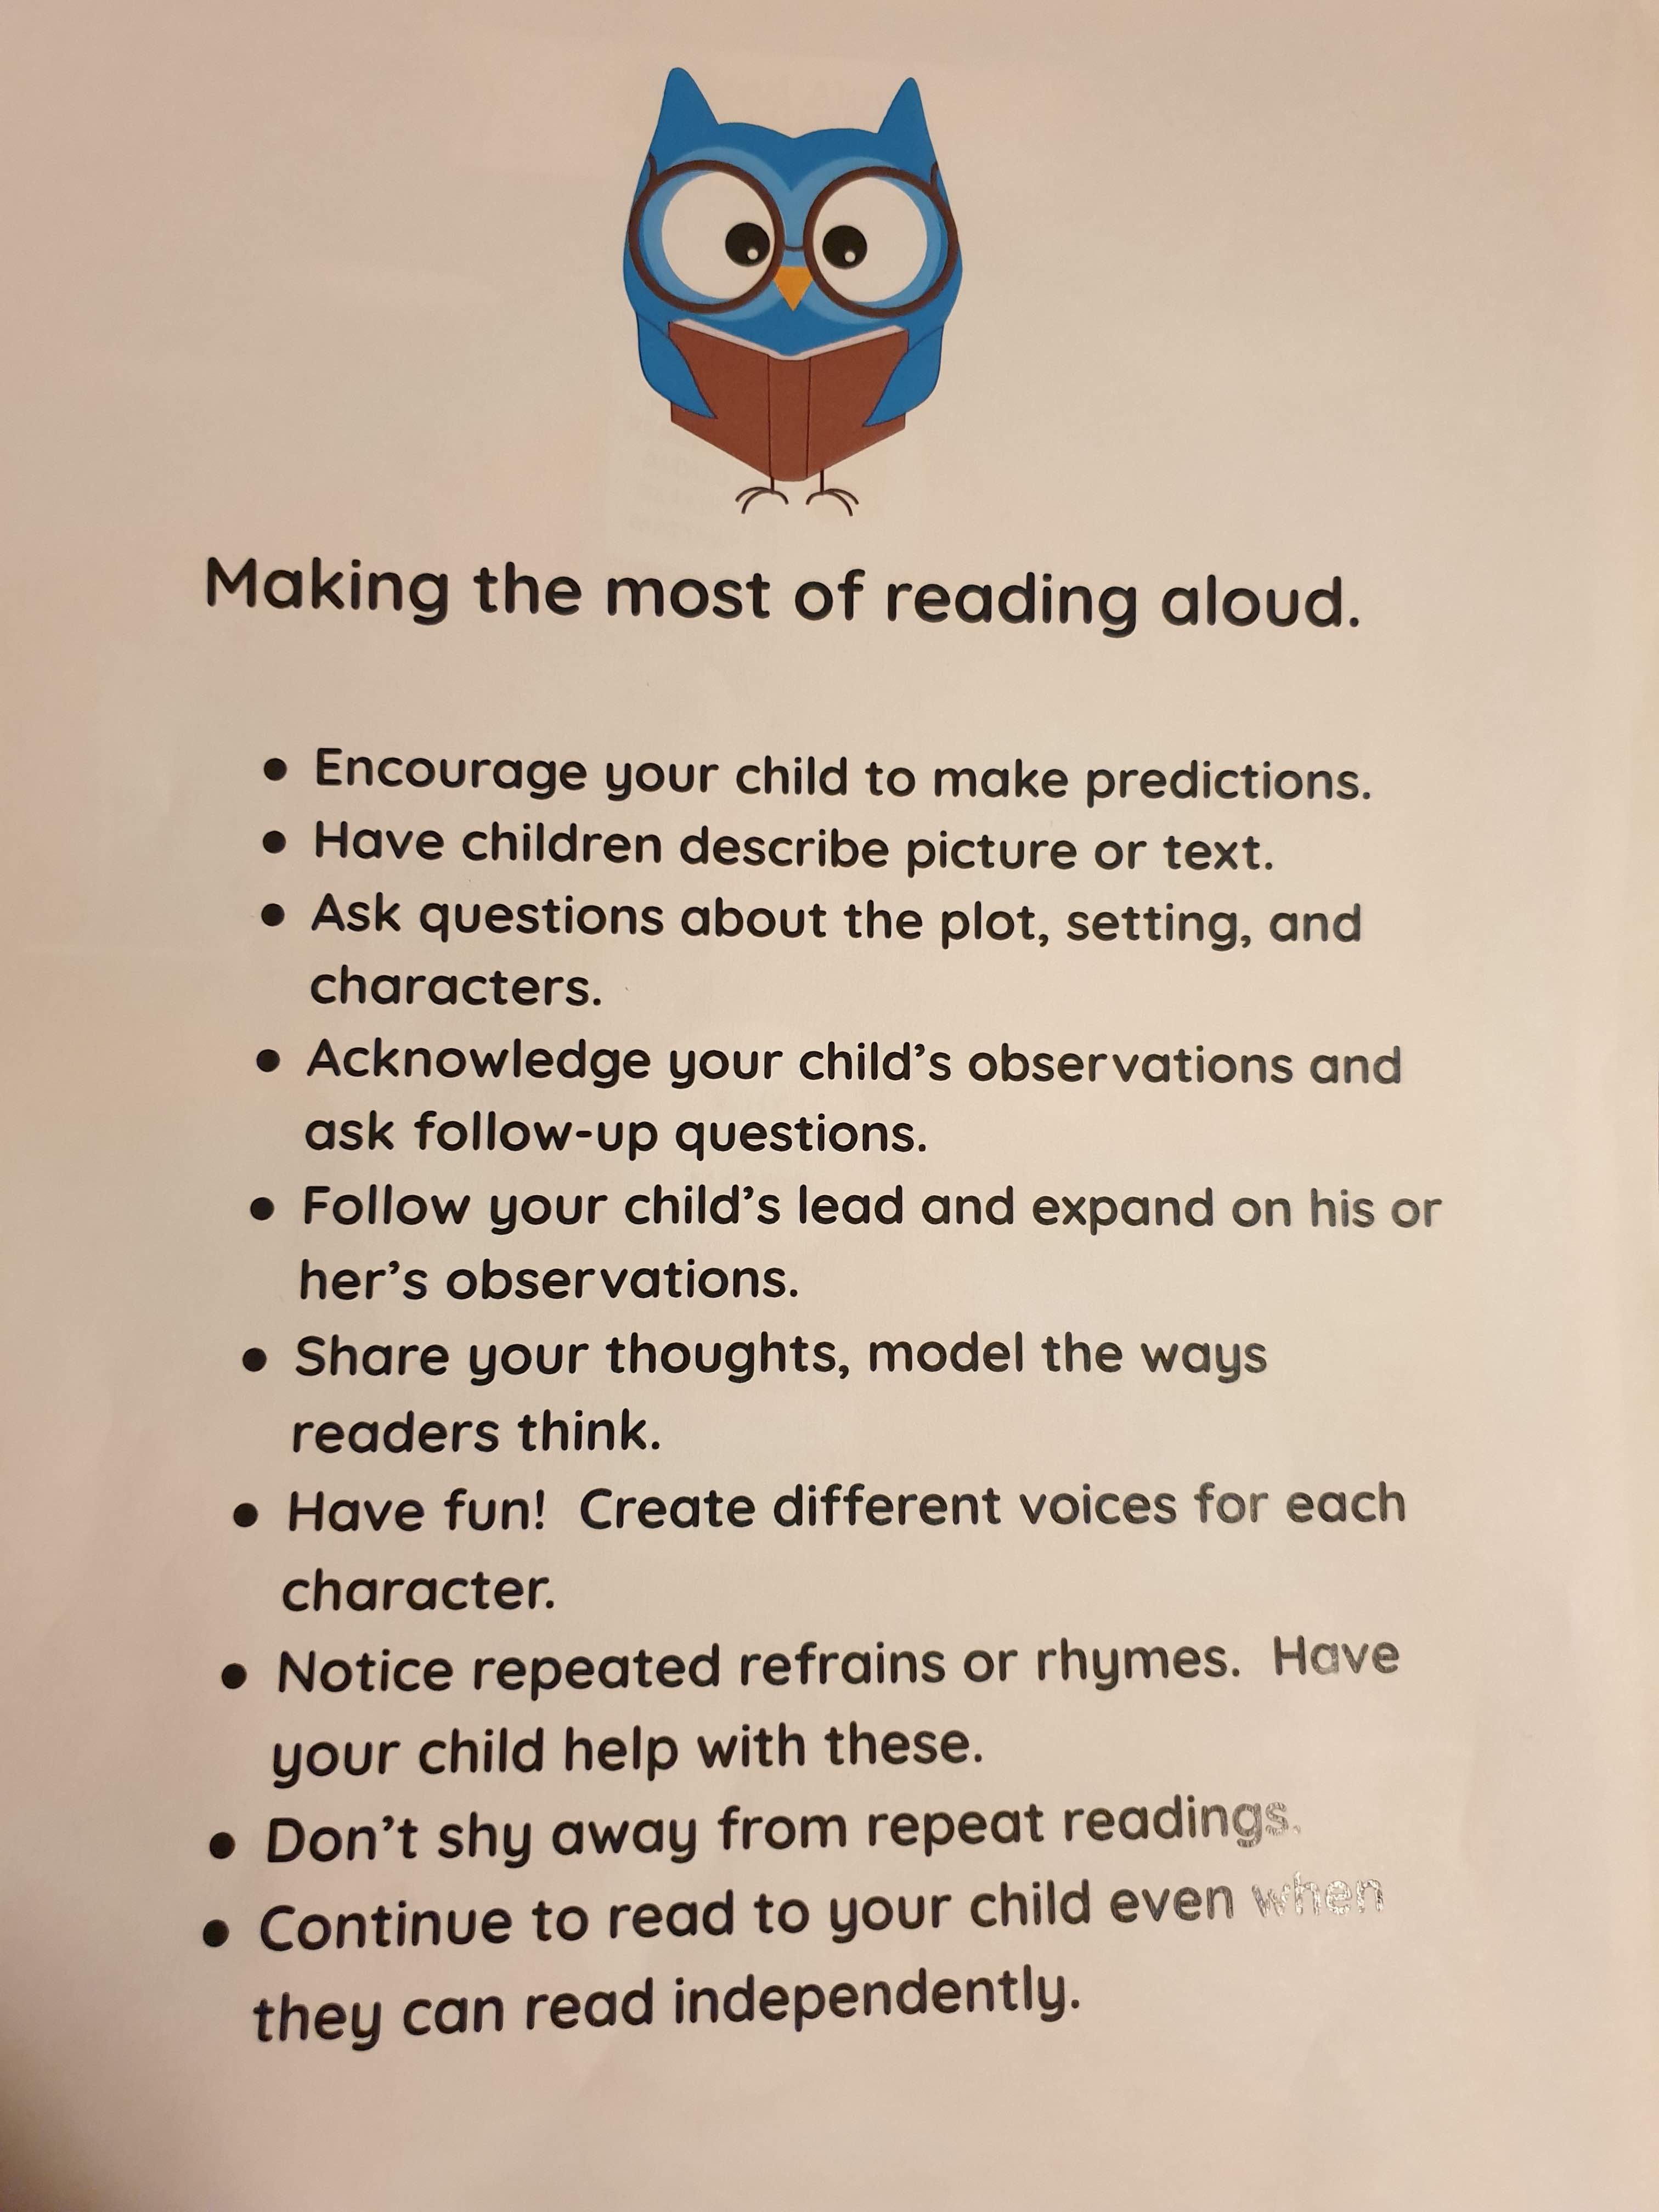 Making the most of reading aloud.
● Encourage your child to make predictions.
● Have children describe picture or text.
● Ask questions about the plot, setting, and
characters.
● Acknowledge your child's observations and
ask follow-up questions.
● Follow your child's lead and expand on his or
her's observations.
● Share your thoughts, model the ways
readers think.
● Have fun!  Create different voices for each
character.
● Notice repeated refrains or rhymes.  Have
your child help with these.
● Don't shy away from repeat readings.
● Continue to read to your child even when
they can read independently.